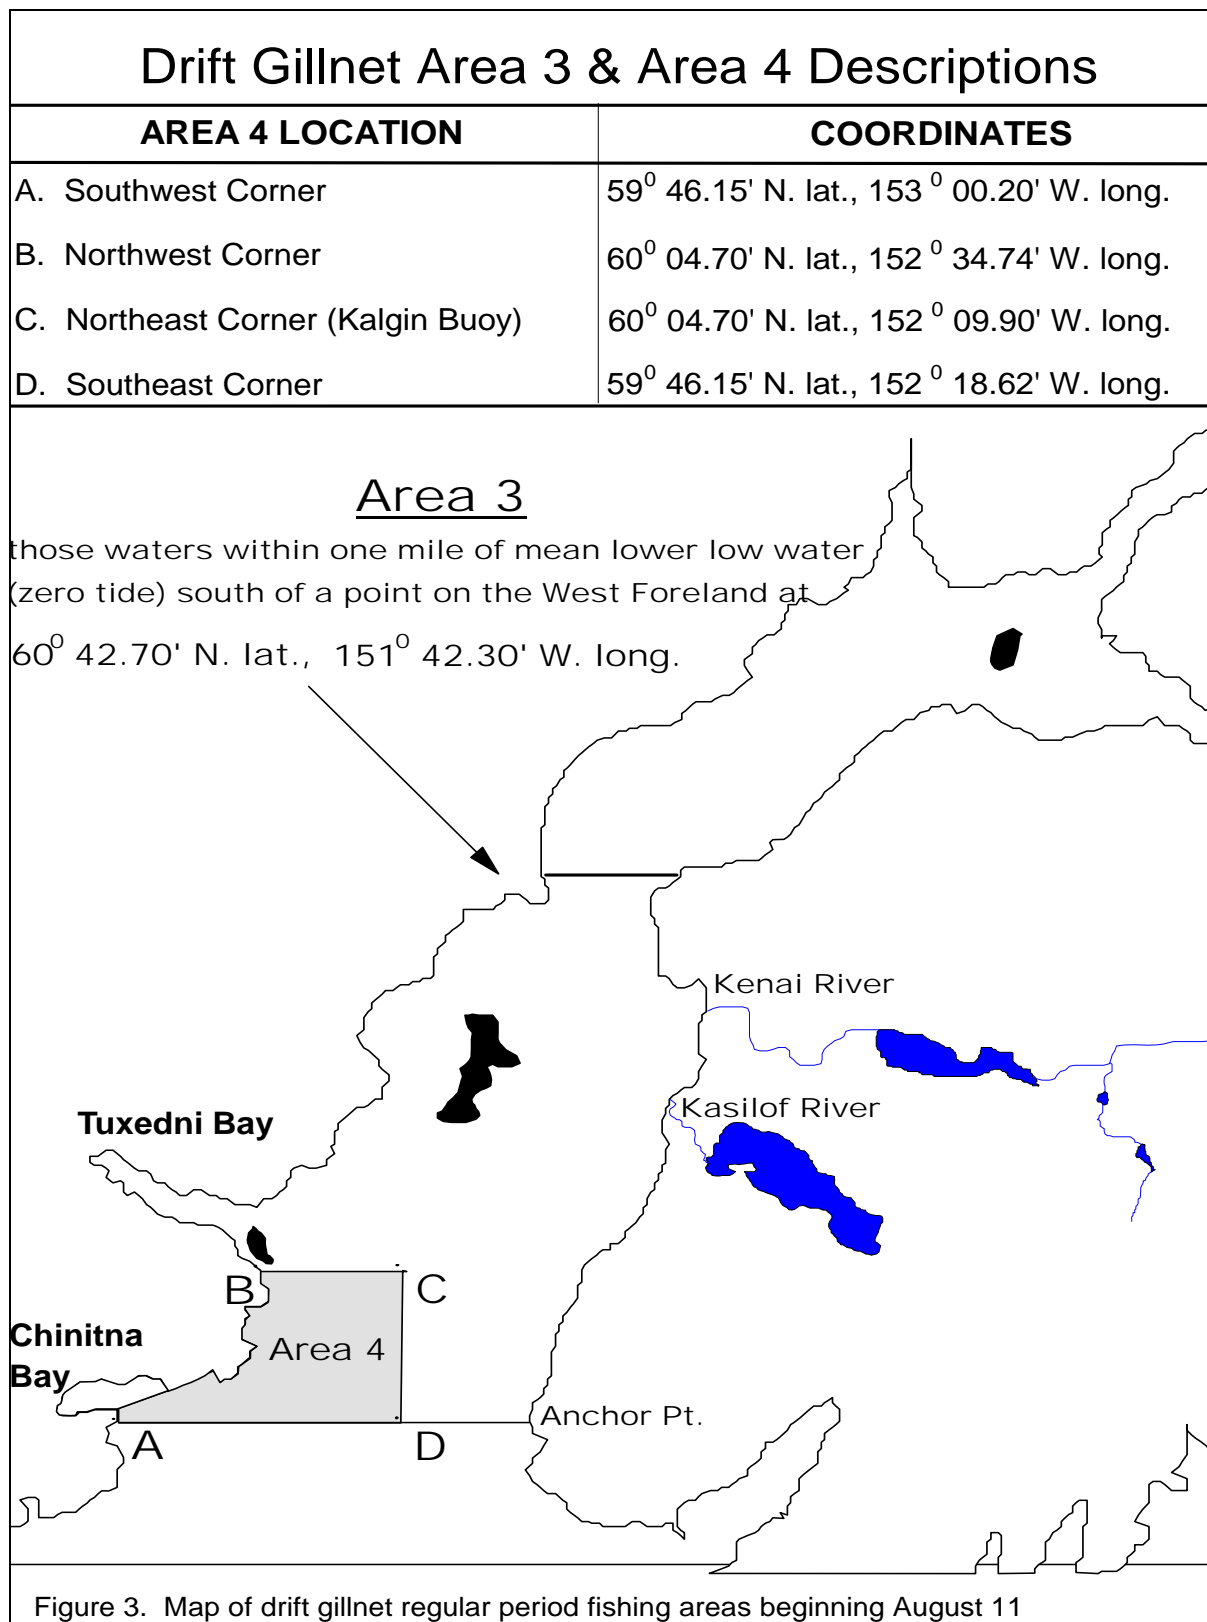 Drift Gillnet Area 3 & Area 4 Descriptions
AREA 4 LOCATION COORDINATES
A. Southwest Corner 59⁰ 46.15' N. lat., 153 ⁰ 00.20' W. long.
B. Northwest Corner 60⁰ 04.70' N. lat., 152 ⁰ 34.74' W. long.
C. Northeast Corner (Kalgin Buoy) 60⁰ 04.70' N. lat., 152 ⁰ 09.90' W. long.
D. Southeast Corner 59⁰ 46.15' N. lat., 152 ⁰ 18.62' W. long.
Area 3
those waters within one mile of mean lower low water
(zero tide) south of a point on the West Foreland at
60⁰ 42.70' N. lat., 151⁰ 42.30' W. long.
Kenai River
Kasilof River
Tuxedni Bay
B
C
Chinitna
Bay
Area 4
Anchor Pt.
A
D
Figure 3. Map of drift gillnet regular period fishing areas beginning August 11